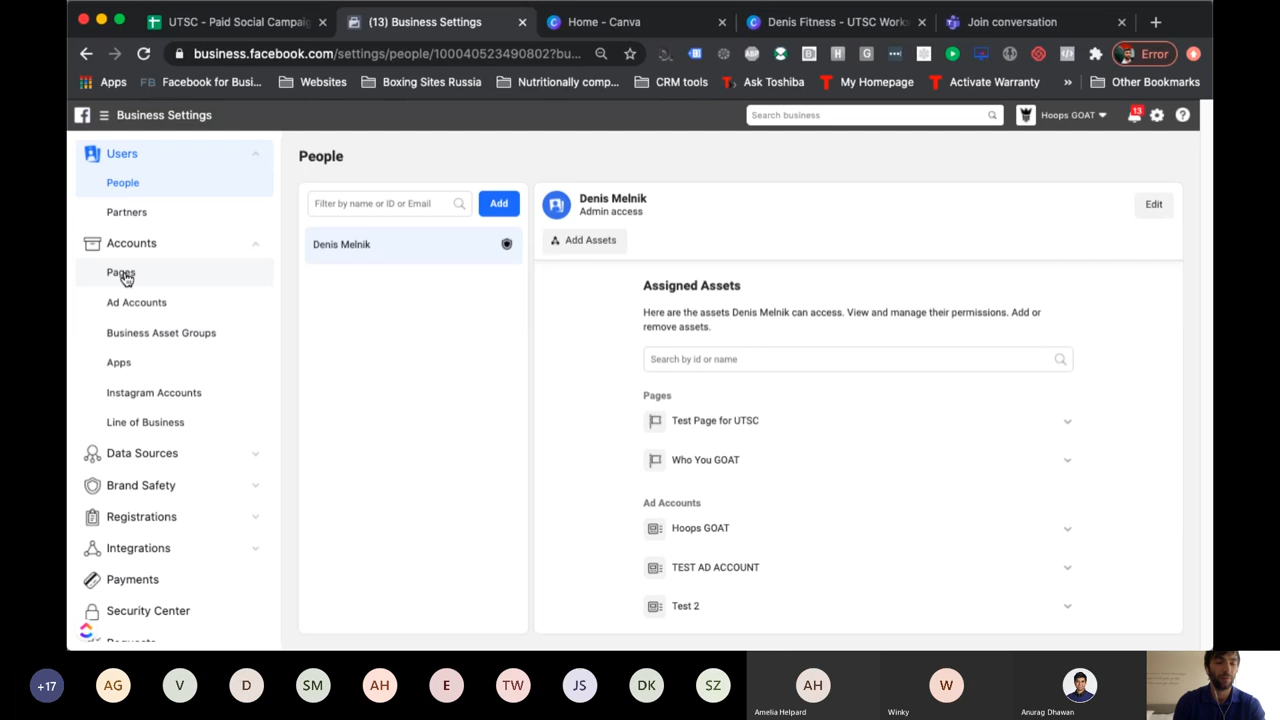 UTSC - Paid Social Campaig
(13) Business Settings
Home - Canva
Denis Fitness - UTSC Works
Join conversation
business.facebook.com/settings/people/100040523490802?bu...
Error
Apps
FB Facebook for Busi...
Websites
Boxing Sites Russia
Nutritionally comp...
CRM tools
Ask Toshiba
My Homepage
Activate Warranty
»
Other Bookmarks
Business Settings
Search business
Hoops GOAT
13
Users
People
Partners
Accounts
Pages
Ad Accounts
Business Asset Groups
Apps
Instagram Accounts
Line of Business
Data Sources
Brand Safety
Registrations
Integrations
Payments
Security Center
People
Filter by name or ID or Email
Add
Denis Melnik
Denis Melnik
Admin access
Edit
Add Assets
Assigned Assets
Here are the assets Denis Melnik can access. View and manage their permissions. Add or
remove assets.
Search by id or name
Pages
Test Page for UTSC
Who You GOAT
Ad Accounts
Hoops GOAT
TEST AD ACCOUNT
Test 2
+17
AG
V
D
SM
AH
E
TW
JS
DK
SZ
AH
Amelia Helpard
W
Winky
Anurag Dhawan